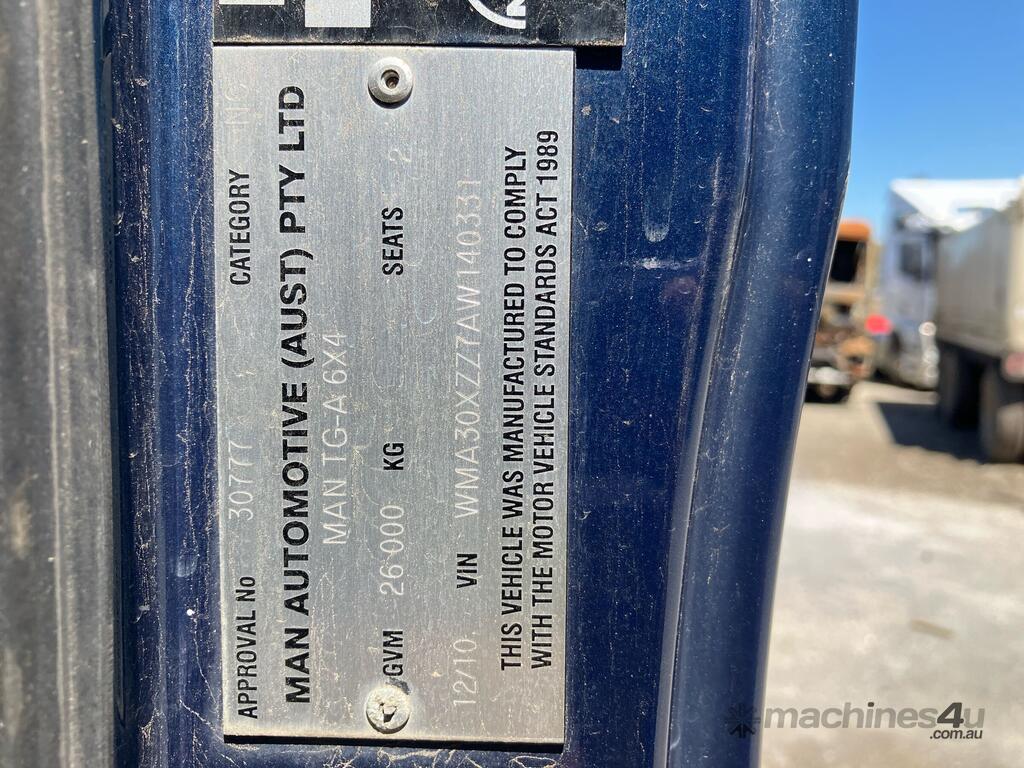 APPROVAL No 30777 CATEGORY NC
MAN AUTOMOTIVE (AUST) PTY LTD
MAN TG-A 6X4
GVM 26'000 KG SEATS 2
12/10. VIN WMA30XZZ7AW140331
THIS VEHICLE WAS MANUFACTURED TO COMPLY
WITH THE MOTOR VEHICLE STANDARDS ACT 1989
machines4u
.com.au